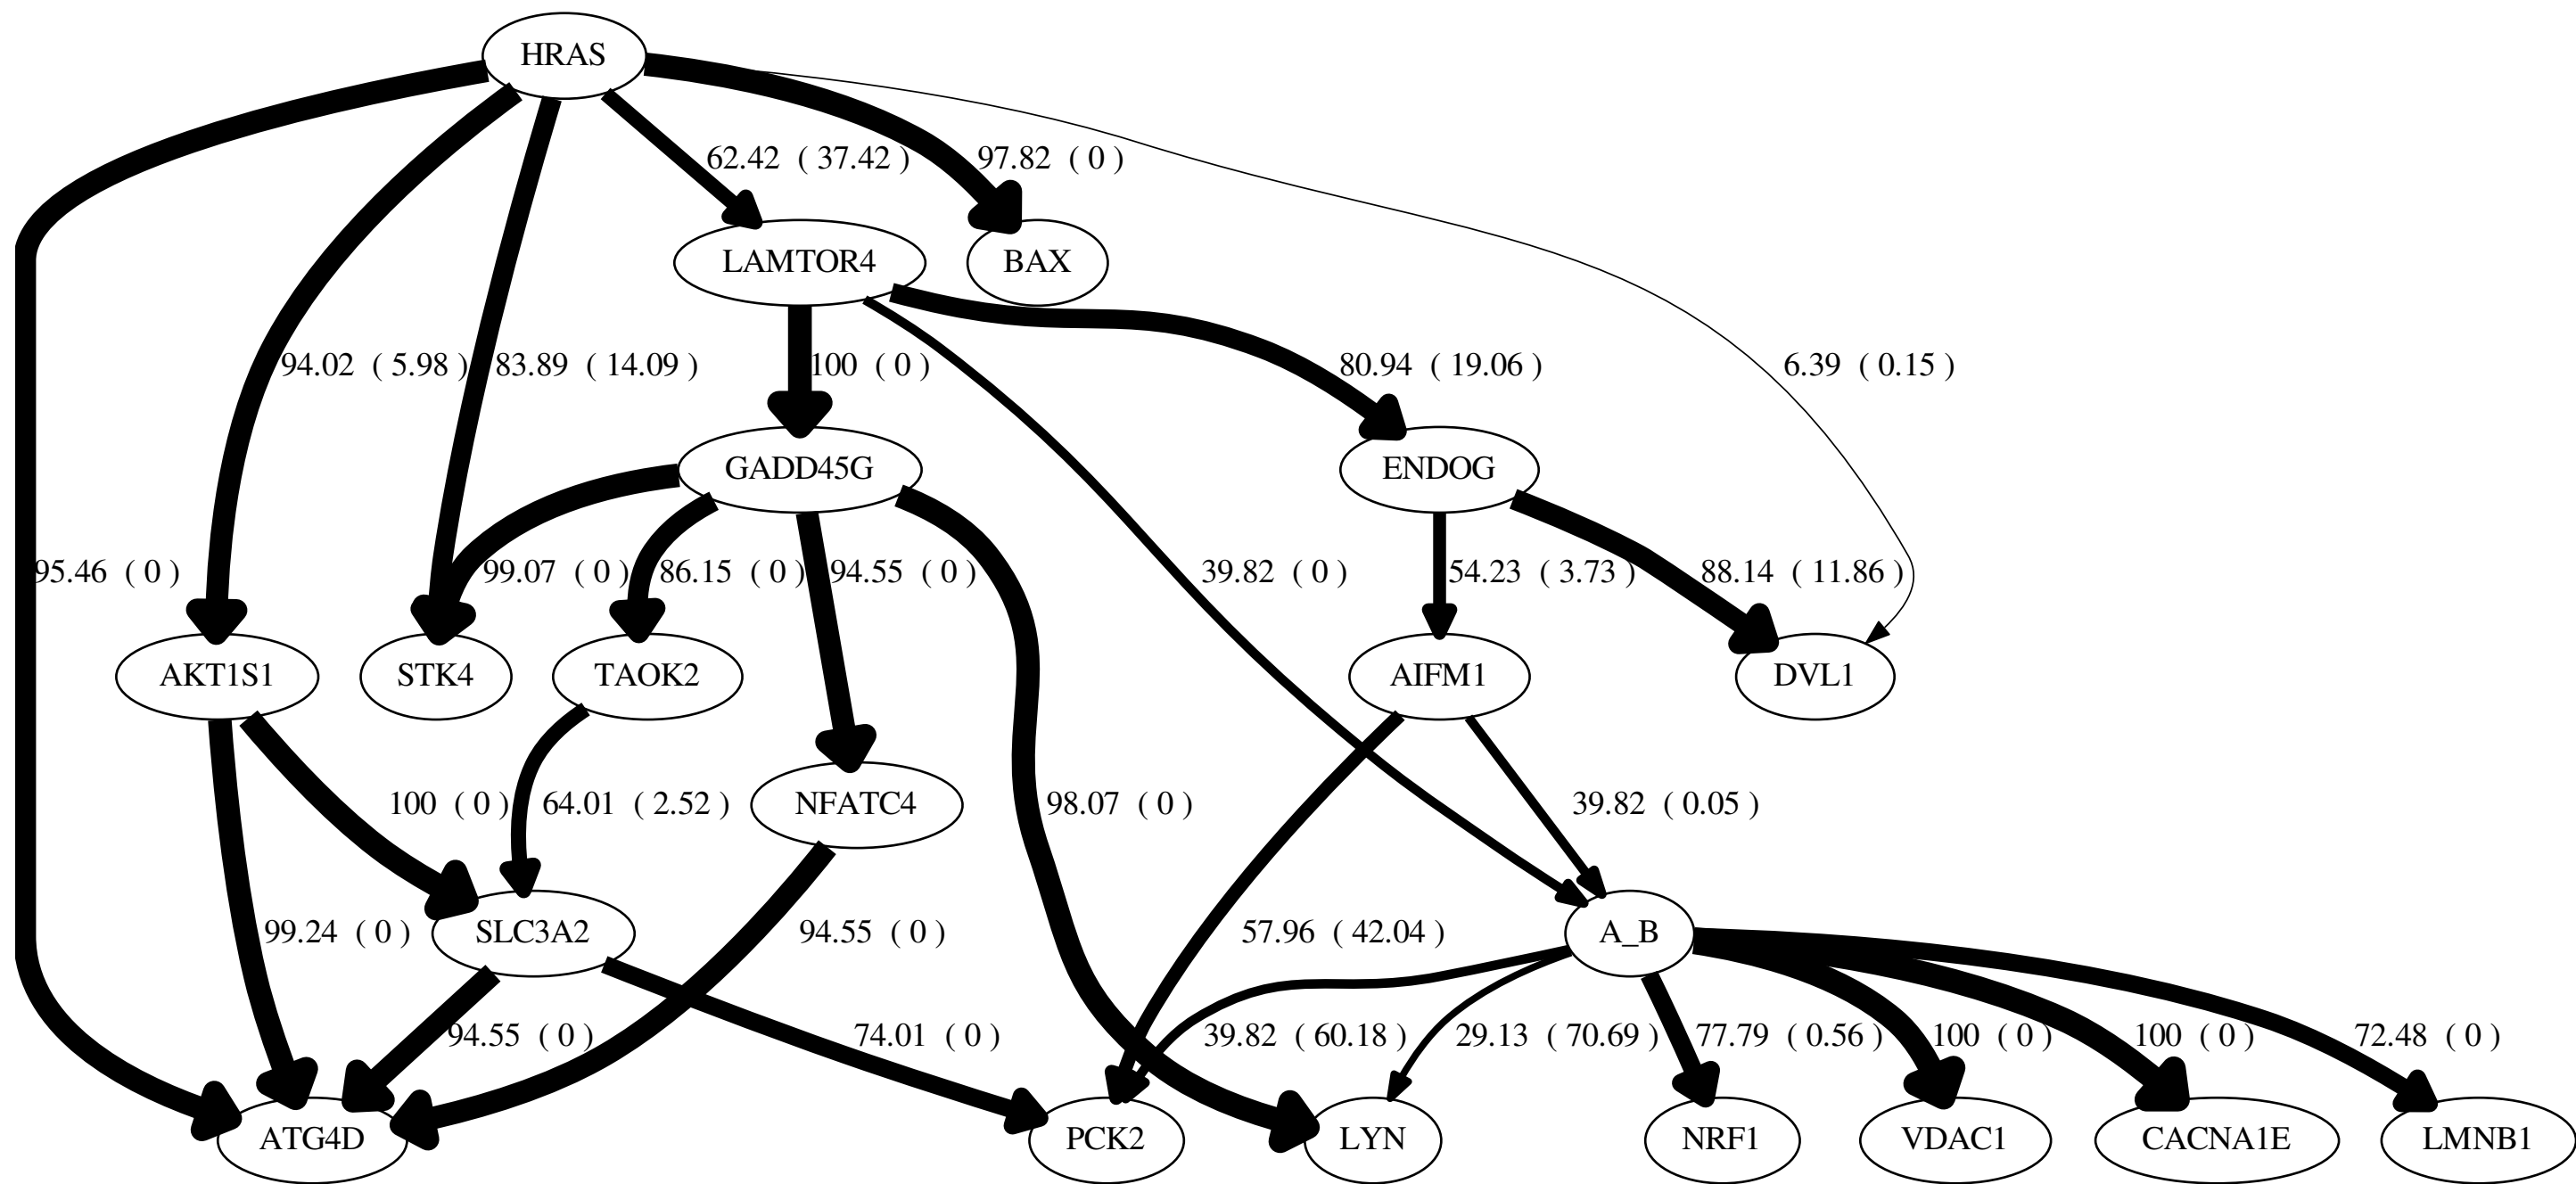 HRAS
62.42 ( 37.42 )
97.82 ( 0 )
LAMTOR4
BAX
94.02 ( 5.98 )
83.89 ( 14.09 )
100 ( 0 )
80.94 ( 19.06 )
6.39 ( 0.15 )
GADD45G
ENDOG
95.46 ( 0 )
99.07 ( 0 )
86.15 ( 0 )
94.55 ( 0 )
39.82 ( 0 )
54.23 ( 3.73 )
88.14 ( 11.86 )
AKT1S1
STK4
TAOK2
AIFM1
DVL1
100 ( 0 )
64.01 ( 2.52 )
NFATC4
98.07 ( 0 )
39.82 ( 0.05 )
99.24 ( 0 )
SLC3A2
94.55 ( 0 )
57.96 ( 42.04 )
A_B
94.55 ( 0 )
74.01 ( 0 )
39.82 ( 60.18 )
29.13 ( 70.69 )
77.79 ( 0.56 )
100 ( 0 )
100 ( 0 )
72.48 ( 0 )
ATG4D
PCK2
LYN
NRF1
VDAC1
CACNA1E
LMNB1